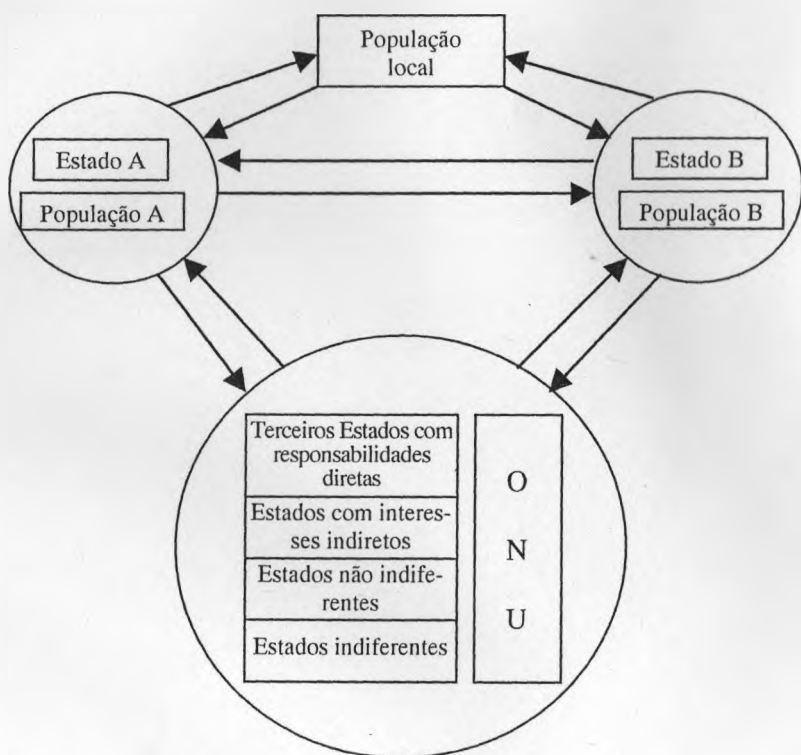 População
local
Estado A
População A
Estado B
População B
Terceiros Estados com
responsabilidades
diretas
Estados com interes-
ses indiretos
Estados não indife-
rentes
Estados indiferentes
O
N
U